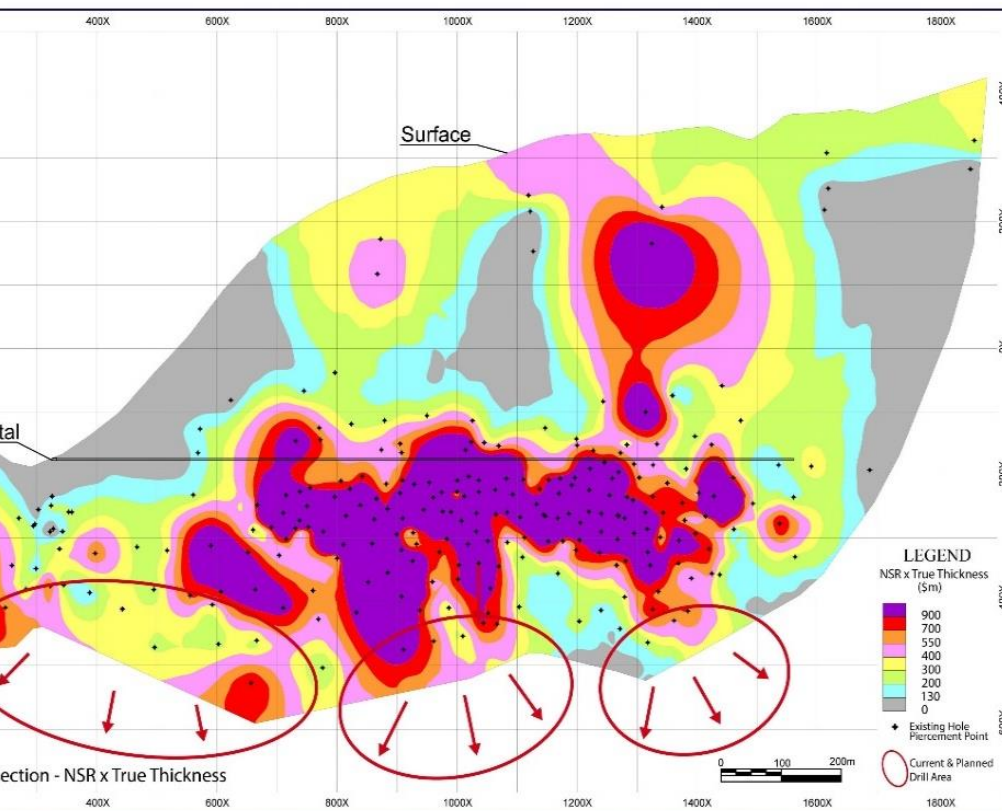 400X 600X 800X 1000X 1200X 1400X 1600X 1800X
Surface
tal
LEGEND
NSR x True Thickness
($m)
900
700
550
400
300
200
130
0
Existing Hole
Piercement Point
Current & Planned
Drill Area
0 100 200m
ection - NSR x True Thickness
400X 600X 800X 1000X 1200X 1400X 1600X 1800X